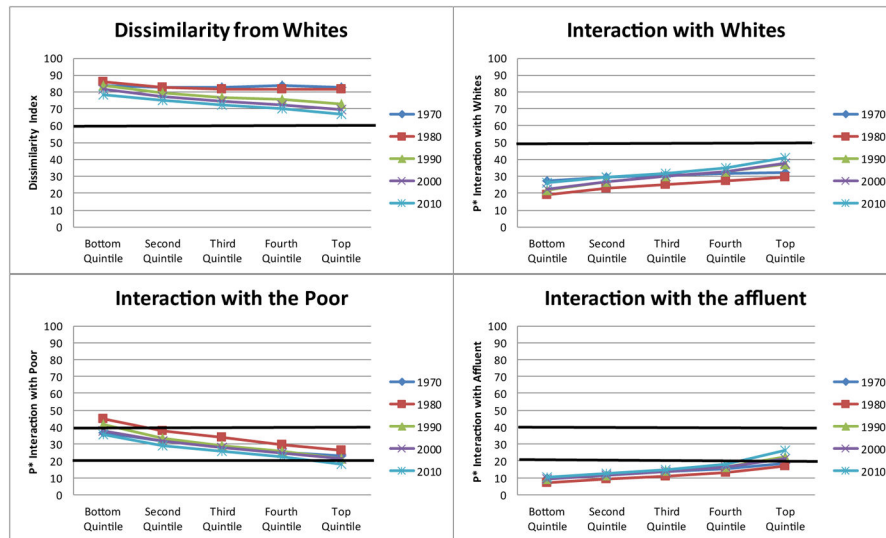 Dissimilarity from Whites
Dissimilarity Index
100
90
80
70
60
50
40
30
20
10
0
Bottom Quintile
Second Quintile
Third Quintile
Fourth Quintile
Top Quintile
1970
1980
1990
2000
2010
Interaction with Whites
P* Interaction with Whites
100
90
80
70
60
50
40
30
20
10
0
Bottom Quintile
Second Quintile
Third Quintile
Fourth Quintile
Top Quintile
1970
1980
1990
2000
2010
Interaction with the Poor
P* Interaction with Poor
100
90
80
70
60
50
40
30
20
10
0
Bottom Quintile
Second Quintile
Third Quintile
Fourth Quintile
Top Quintile
1970
1980
1990
2000
2010
Interaction with the affluent
P* Interaction with Affluent
100
90
80
70
60
50
40
30
20
10
0
Bottom Quintile
Second Quintile
Third Quintile
Fourth Quintile
Top Quintile
1970
1980
1990
2000
2010